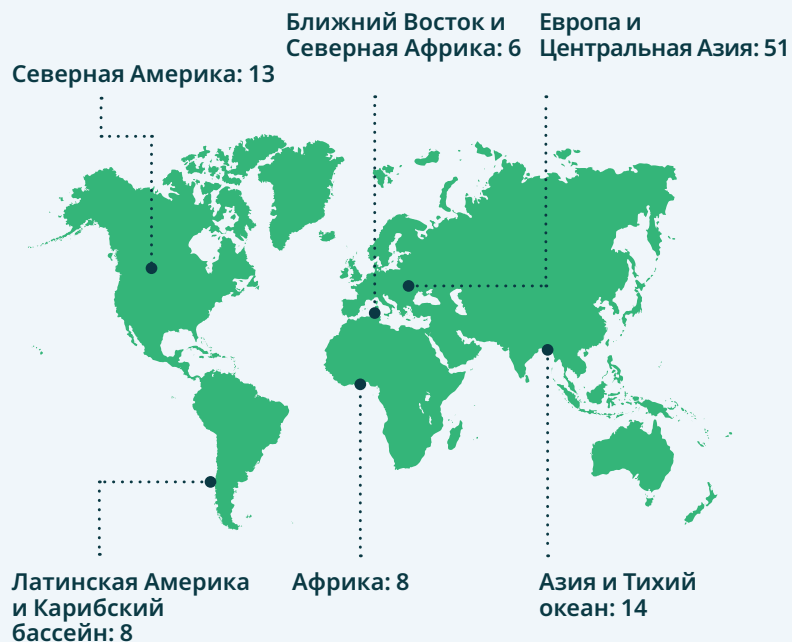 Ближний Восток и
Северная Африка: 6
Европа и
Центральная Азия: 51
Северная Америка: 13
Латинская Америка
и Карибский
бассейн: 8
Африка: 8
Азия и Тихий
океан: 14